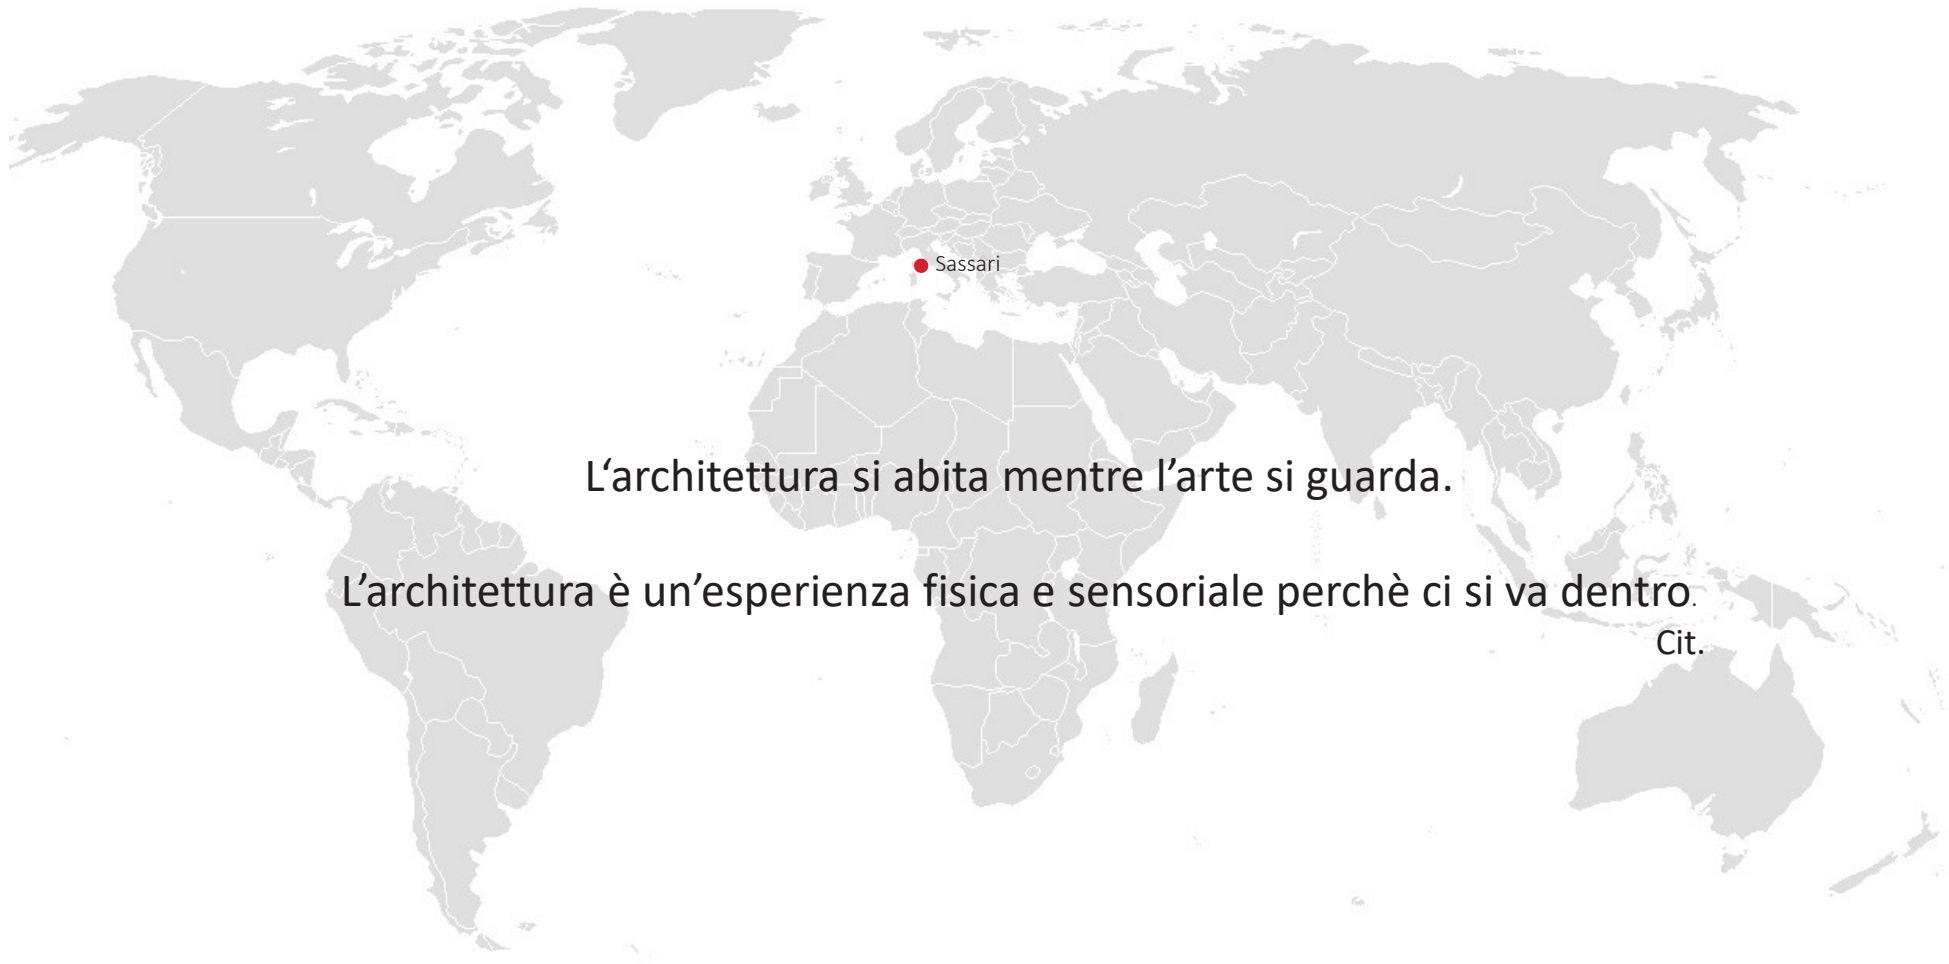 Sassari
L‘architettura si abita mentre l’arte si guarda.
L’architettura è un’esperienza fisica e sensoriale perchè ci si va dentro.
Cit.